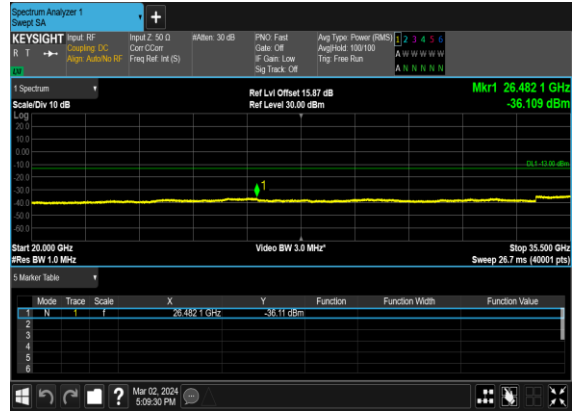 Spectrum Analyzer 1
Swept SA
+
KEYSIGHT Input: RF Input Z: 50 Ω #Atten: 30 dB PNO: Fast Avg Type: Power (RMS) 1 2 3 4 5 6
R T Coupling: DC Corr CCorr Gate: Off Avg|Hold: 100/100 A W W W W W
Align: Auto/No RF Freq Ref: Int (S) IF Gain: Low Trig: Free Run
Sig Track: Off A N N N N N
1 Spectrum Ref Lvl Offset 15.87 dB Mkr1 26.482 1 GHz
Scale/Div 10 dB Ref Level 30.00 dBm -36.109 dBm
Log
20.0
10.0
0.00
-10.0 DL1 -13.00 dBm
-20.0
-30.0 1
-40.0
-50.0
-60.0
Start 20.000 GHz Video BW 3.0 MHz* Stop 35.500 GHz
#Res BW 1.0 MHz Sweep 26.7 ms (40001 pts)
5 Marker Table
Mode Trace Scale X Y Function Function Width Function Value
1 N 1 f 26.482 1 GHz -36.11 dBm
2
3
4
5
6
? Mar 02, 2024
5:09:30 PM